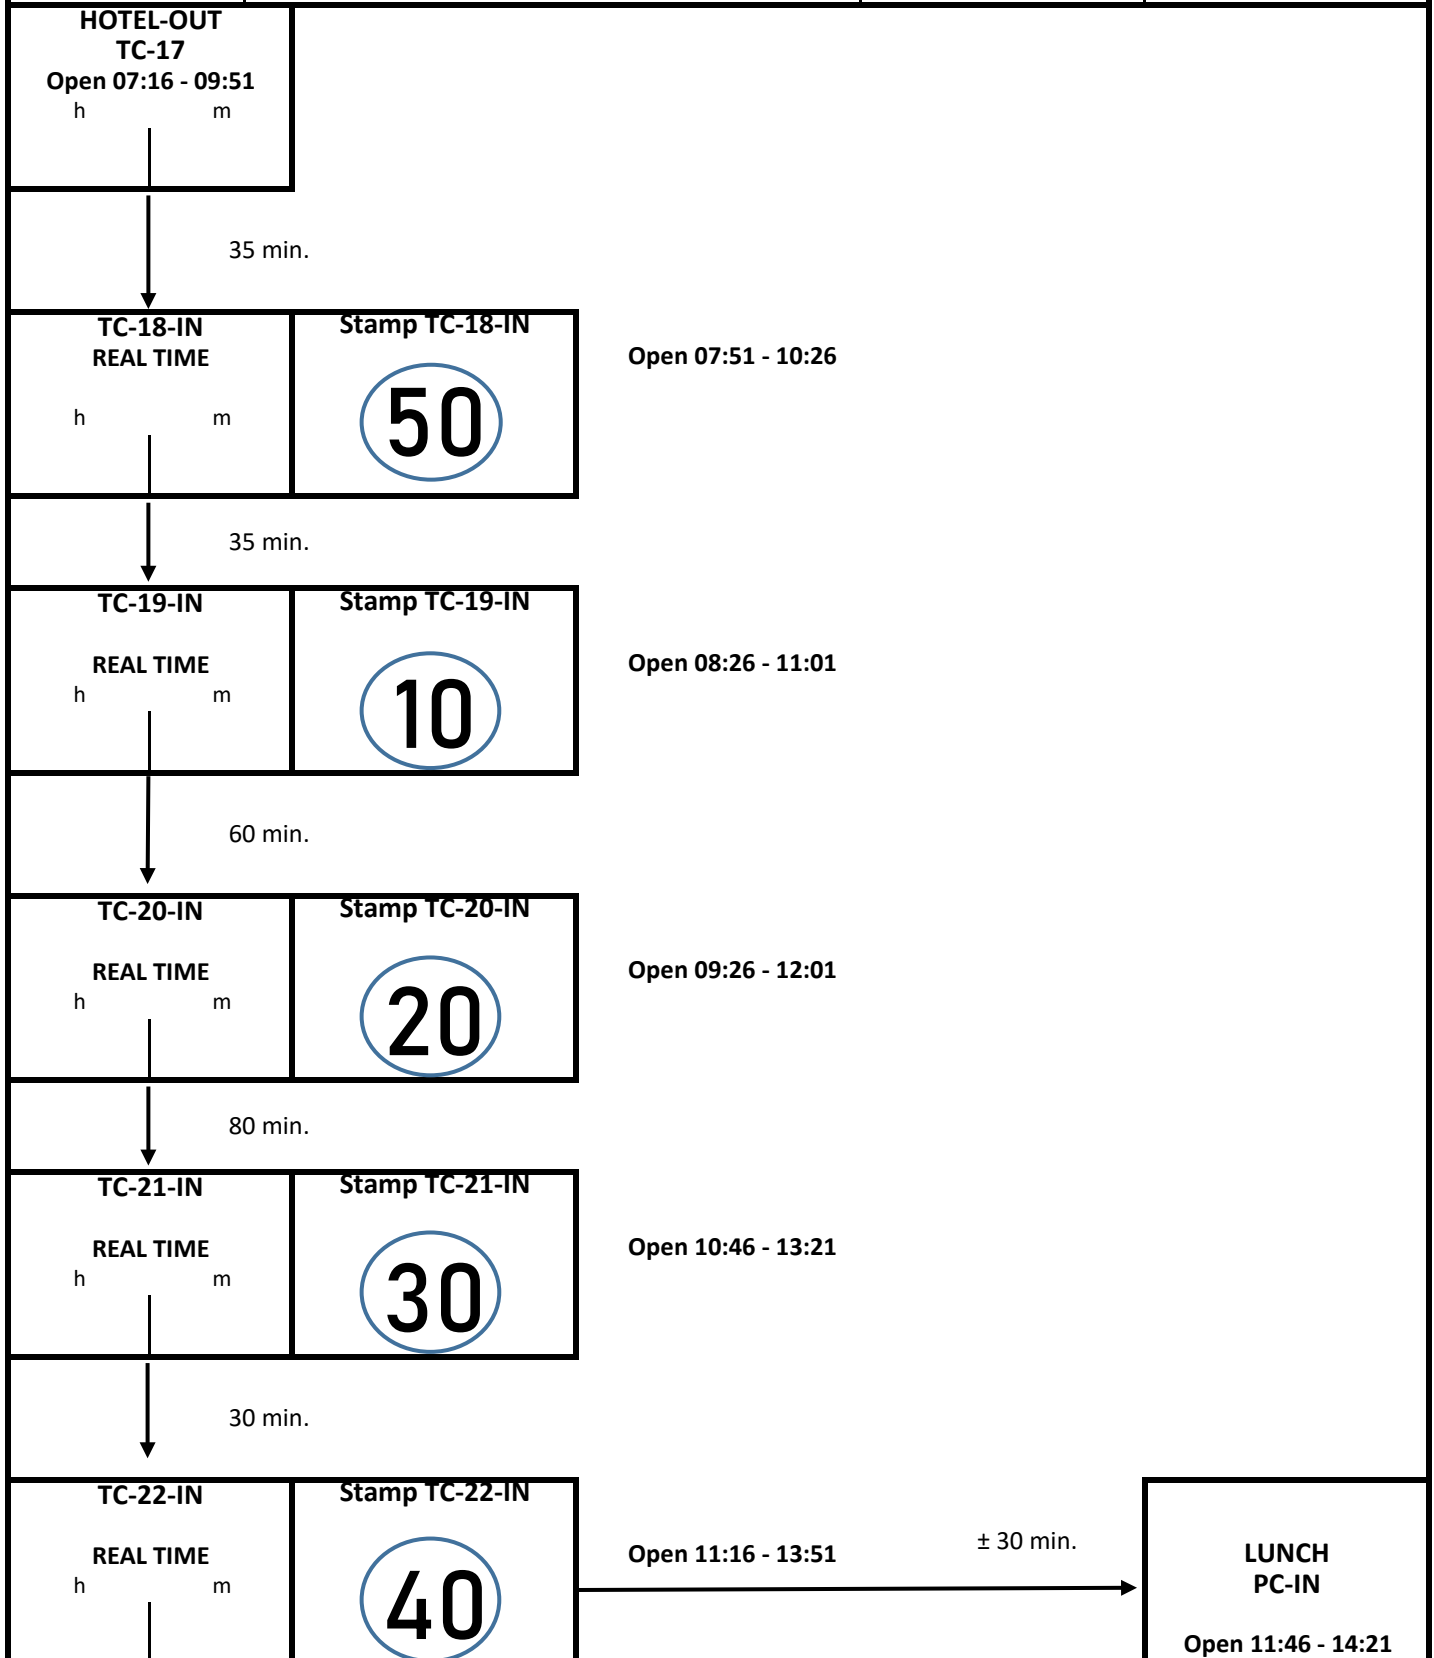 HOTEL-OUT
TC-17
Open 07:16 - 09:51
h m
35 min.
TC-18-IN
REAL TIME
h m
Stamp TC-18-IN
50
Open 07:51 - 10:26
35 min.
TC-19-IN
REAL TIME
h m
Stamp TC-19-IN
10
Open 08:26 - 11:01
60 min.
TC-20-IN
REAL TIME
h m
Stamp TC-20-IN
20
Open 09:26 - 12:01
80 min.
TC-21-IN
REAL TIME
h m
Stamp TC-21-IN
30
Open 10:46 - 13:21
30 min.
TC-22-IN
REAL TIME
h m
Stamp TC-22-IN
40
Open 11:16 - 13:51
± 30 min.
LUNCH
PC-IN
Open 11:46 - 14:21